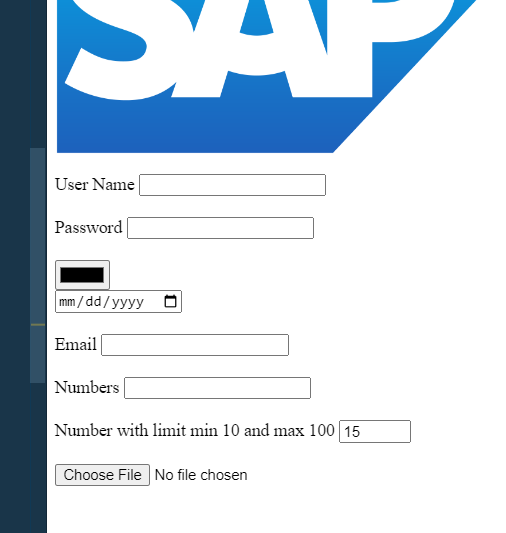 SAP
User Name
Password
mm/dd/yyyy
Email
Numbers
Number with limit min 10 and max 100 15
Choose File No file chosen